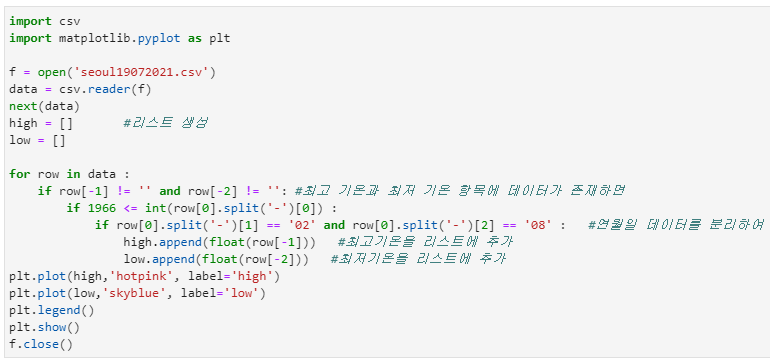 import csv
import matplotlib.pyplot as plt
f = open('seoul19072021.csv')
data = csv.reader(f)
next(data)
high = []       #리스트 생성
low = []
for row in data :
    if row[-1] != '' and row[-2] != '': #최고 기온과 최저 기온 항목에 데이터가 존재하면
        if 1966 <= int(row[0].split('-')[0]) :
            if row[0].split('-')[1] == '02' and row[0].split('-')[2] == '08' :   #연월일 데이터를 분리하여
                high.append(float(row[-1]))   #최고기온을 리스트에 추가
                low.append(float(row[-2]))   #최저기온을 리스트에 추가
plt.plot(high,'hotpink', label='high')
plt.plot(low,'skyblue', label='low')
plt.legend()
plt.show()
f.close()